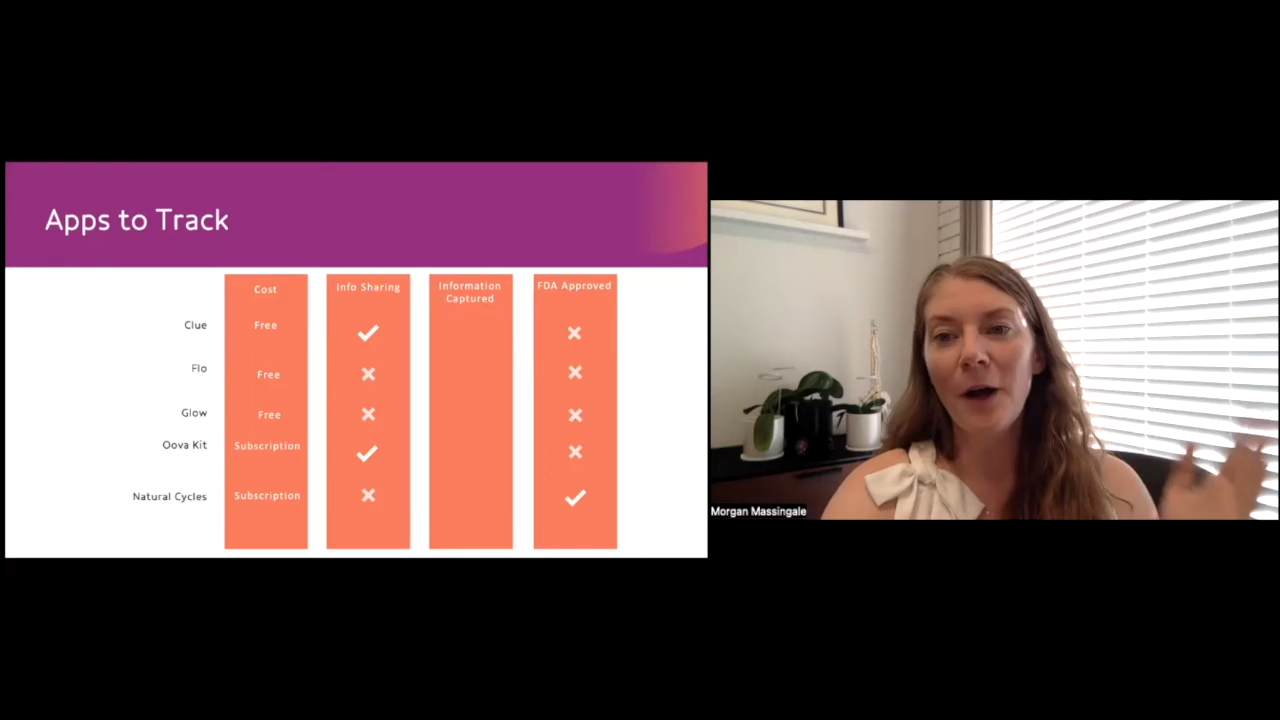 Apps to Track
Cost
Info Sharing
Information
Captured
FDA Approved
Clue
Free
Flo
Free
Glow
Free
Oova Kit
Subscription
Natural Cycles
Subscription
Morgan Massingale